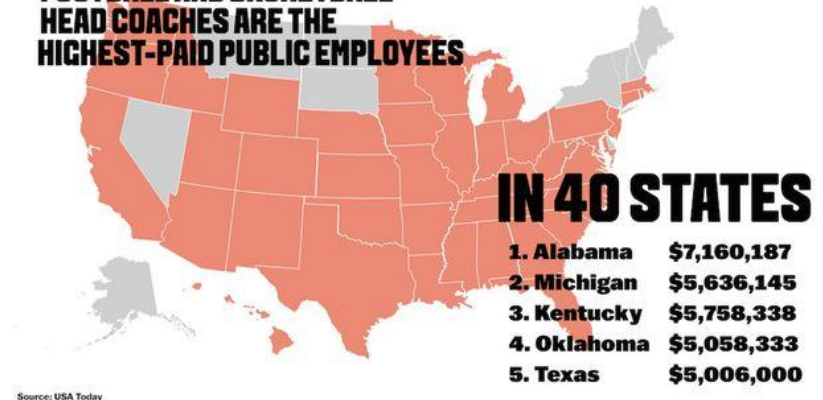 HEAD COACHES ARE THE
HIGHEST-PAID PUBLIC EMPLOYEES
IN 40 STATES
1. Alabama $7,160,187
2. Michigan $5,636,145
3. Kentucky $5,758,338
4. Oklahoma $5,058,333
5. Texas $5,006,000
Source: USA Today